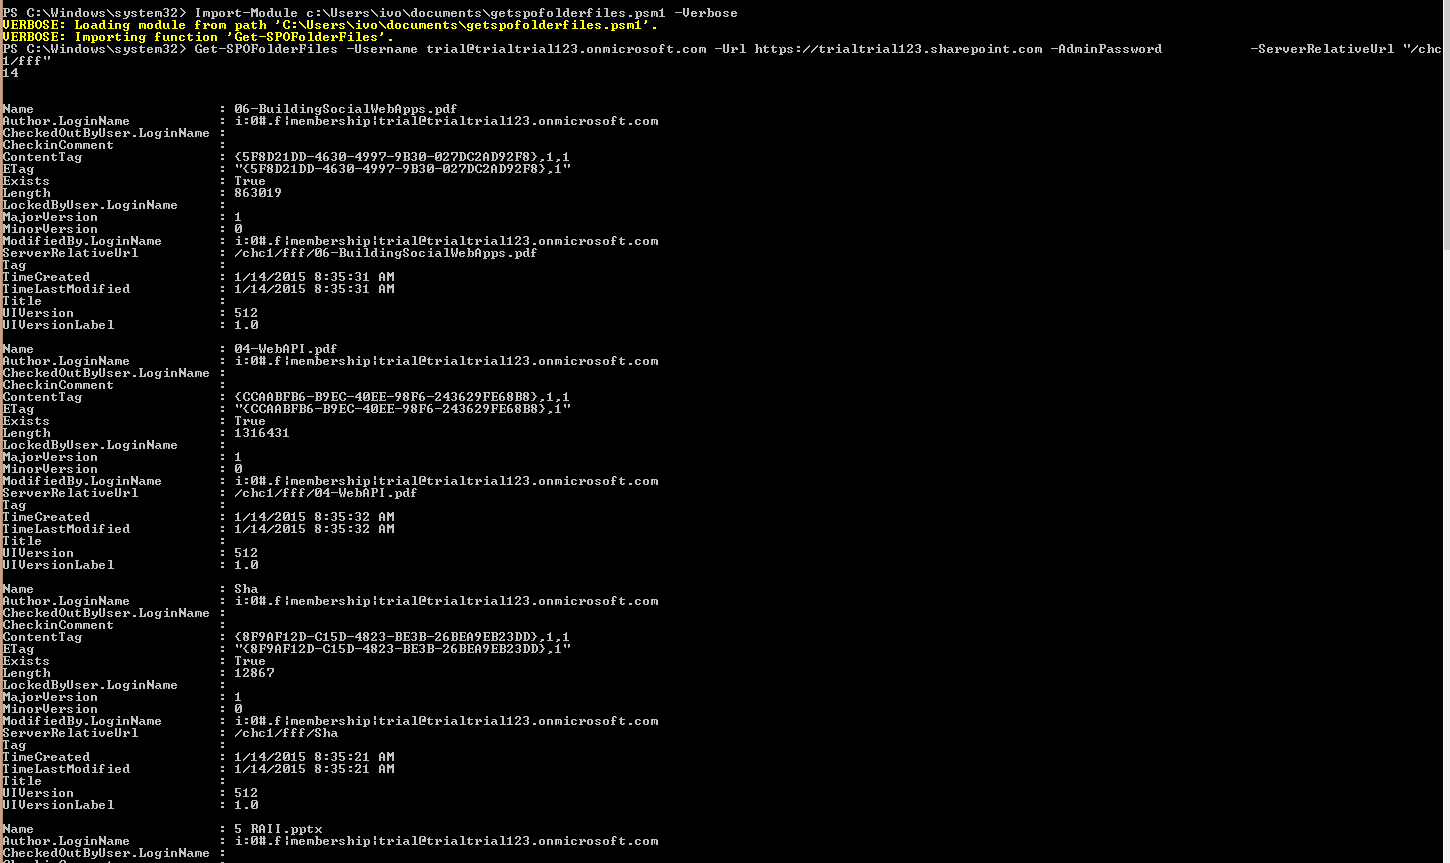 PS C:\Windows\system32> Import-Module c:\Users\ivo\documents\getspofolderfiles.psm1 -Verbose
VERBOSE: Loading module from path 'C:\Users\ivo\documents\getspofolderfiles.psm1'.
VERBOSE: Importing function 'Get-SPOFolderFiles'.
PS C:\Windows\system32> Get-SPOFolderFiles -Username trial@trialtrial123.onmicrosoft.com -Url https://trialtrial123.sharepoint.com -AdminPassword -ServerRelativeUrl "/chc
1/fff"
14
Name : 06-BuildingSocialWebApps.pdf
Author.LoginName : i:0#.f|membership|trial@trialtrial123.onmicrosoft.com
CheckedOutByUser.LoginName :
CheckinComment :
ContentTag : {5F8D21DD-4630-4997-9B30-027DC2AD92F8},1,1
ETag : "{5F8D21DD-4630-4997-9B30-027DC2AD92F8},1"
Exists : True
Length : 863019
LockedByUser.LoginName :
MajorVersion : 1
MinorVersion : 0
ModifiedBy.LoginName : i:0#.f|membership|trial@trialtrial123.onmicrosoft.com
ServerRelativeUrl : /chc1/fff/06-BuildingSocialWebApps.pdf
Tag :
TimeCreated : 1/14/2015 8:35:31 AM
TimeLastModified : 1/14/2015 8:35:31 AM
Title :
UIVersion : 512
UIVersionLabel : 1.0
Name : 04-WebAPI.pdf
Author.LoginName : i:0#.f|membership|trial@trialtrial123.onmicrosoft.com
CheckedOutByUser.LoginName :
CheckinComment :
ContentTag : {CCAABFB6-B9EC-40EE-98F6-243629FE68B8},1,1
ETag : "{CCAABFB6-B9EC-40EE-98F6-243629FE68B8},1"
Exists : True
Length : 1316431
LockedByUser.LoginName :
MajorVersion : 1
MinorVersion : 0
ModifiedBy.LoginName : i:0#.f|membership|trial@trialtrial123.onmicrosoft.com
ServerRelativeUrl : /chc1/fff/04-WebAPI.pdf
Tag :
TimeCreated : 1/14/2015 8:35:32 AM
TimeLastModified : 1/14/2015 8:35:32 AM
Title :
UIVersion : 512
UIVersionLabel : 1.0
Name : Sha
Author.LoginName : i:0#.f|membership|trial@trialtrial123.onmicrosoft.com
CheckedOutByUser.LoginName :
CheckinComment :
ContentTag : {8F9AF12D-C15D-4823-BE3B-26BEA9EB23DD},1,1
ETag : "{8F9AF12D-C15D-4823-BE3B-26BEA9EB23DD},1"
Exists : True
Length : 12867
LockedByUser.LoginName :
MajorVersion : 1
MinorVersion : 0
ModifiedBy.LoginName : i:0#.f|membership|trial@trialtrial123.onmicrosoft.com
ServerRelativeUrl : /chc1/fff/Sha
Tag :
TimeCreated : 1/14/2015 8:35:21 AM
TimeLastModified : 1/14/2015 8:35:21 AM
Title :
UIVersion : 512
UIVersionLabel : 1.0
Name : 5 RAII.pptx
Author.LoginName : i:0#.f|membership|trial@trialtrial123.onmicrosoft.com
CheckedOutByUser.LoginName :